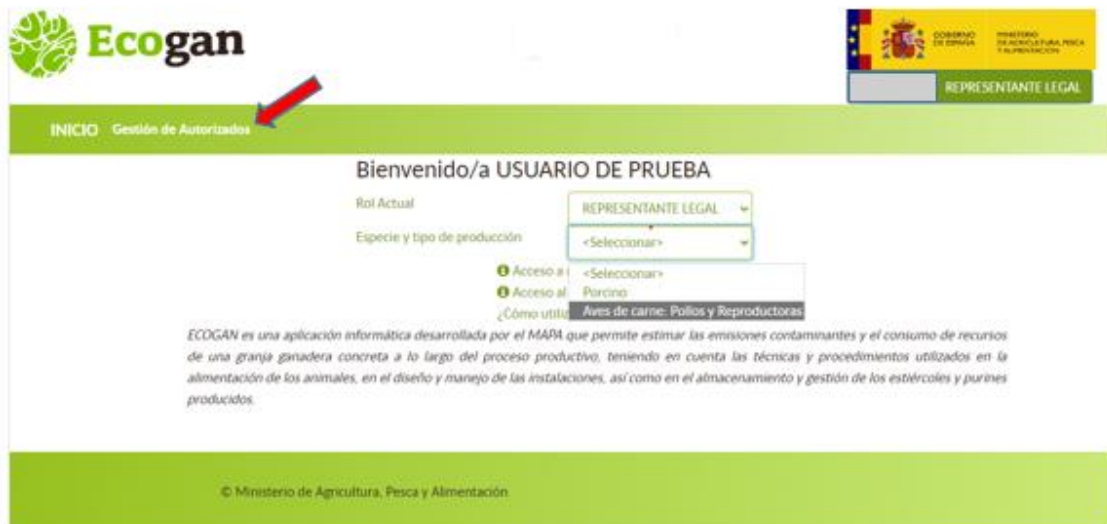 Ecogan
GOBIERNO DE ESPAÑA
MINISTERIO DE AGRICULTURA, PESCA Y ALIMENTACIÓN
REPRESENTANTE LEGAL
INICIO Gestión de Autorizados
Bienvenido/a USUARIO DE PRUEBA
Rol Actual REPRESENTANTE LEGAL
Especie y tipo de producción <Seleccionar>
Acceso a
<Seleccionar>
Acceso al
Porcino
¿Cómo utiliz
Aves de carne: Pollos y Reproductoras
ECOGAN es una aplicación informática desarrollada por el MAPA que permite estimar las emisiones contaminantes y el consumo de recursos
de una granja ganadera concreta a lo largo del proceso productivo, teniendo en cuenta las técnicas y procedimientos utilizados en la
alimentación de los animales, en el diseño y manejo de las instalaciones, así como en el almacenamiento y gestión de los estiércoles y purines
producidos.
© Ministerio de Agricultura, Pesca y Alimentación